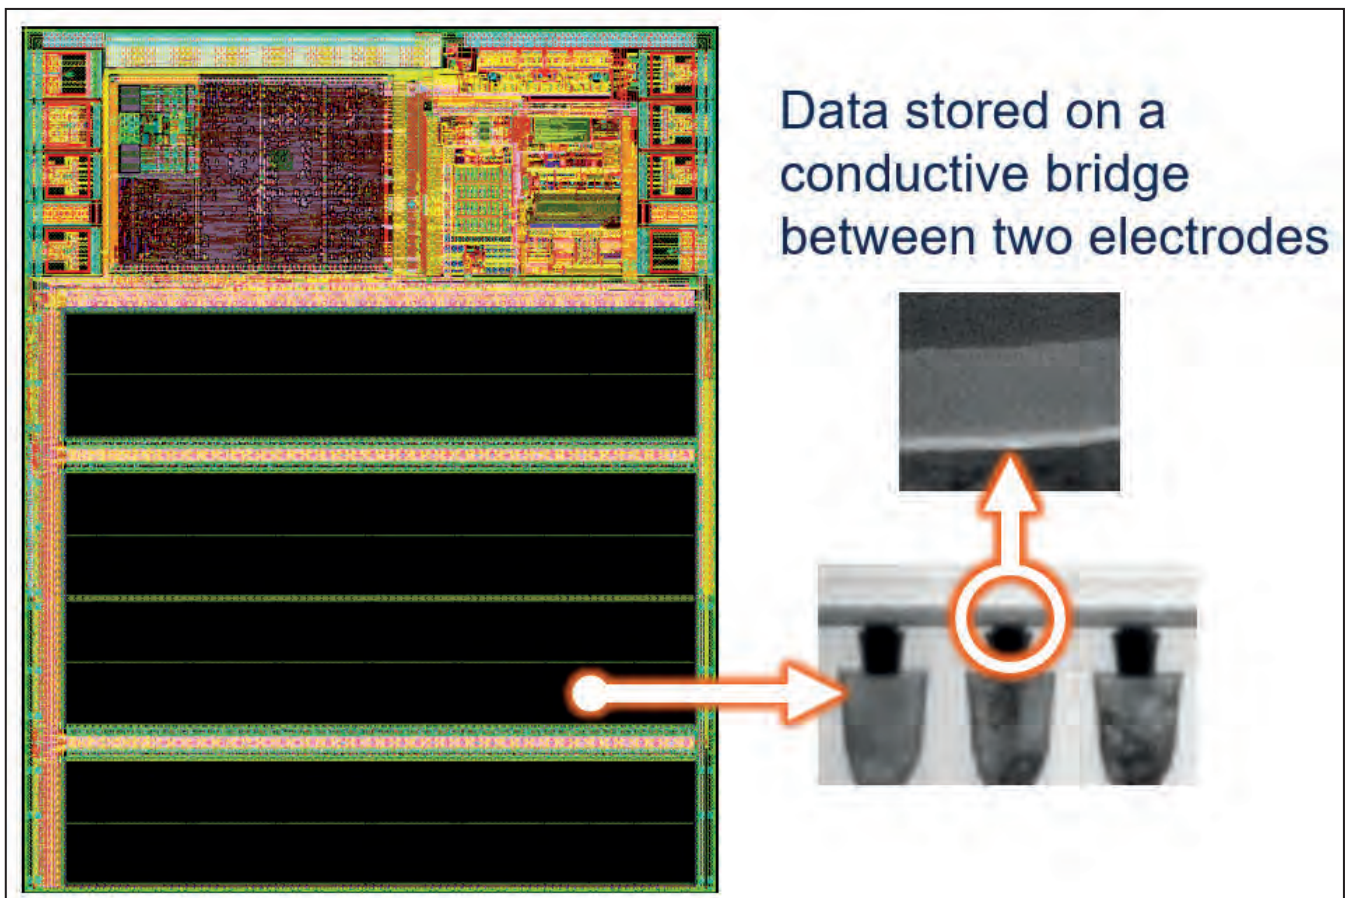 Data stored on a
conductive bridge
between two electrodes